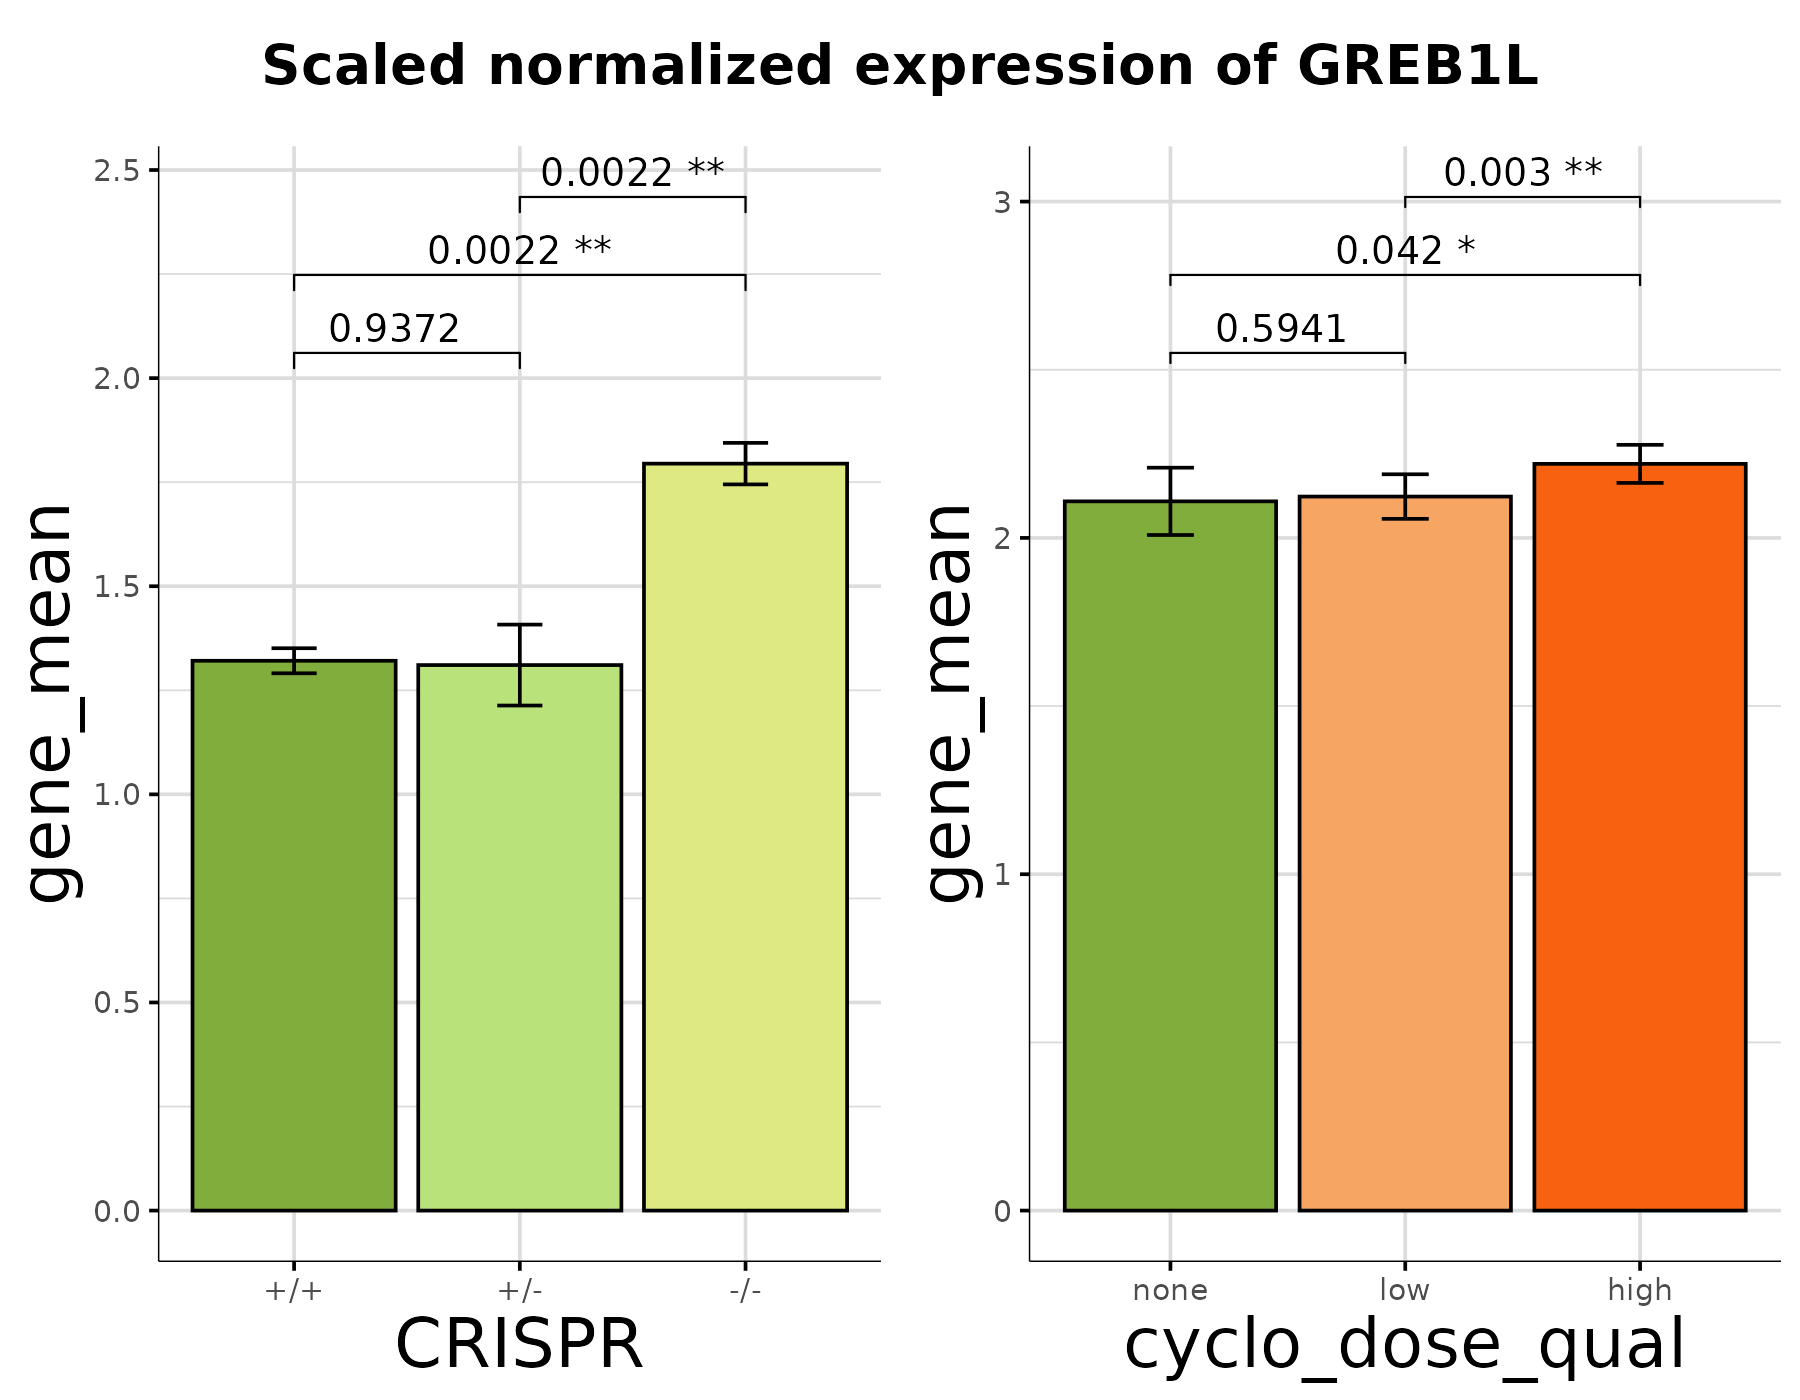 Scaled normalized expression of GREB1L
gene_mean
2.5
2.0
1.5
1.0
0.5
0.0
0.0022 **
0.0022 **
0.9372
+/+ +/- -/-
CRISPR
gene_mean
3
2
1
0
0.003 **
0.042 *
0.5941
none low high
cyclo_dose_qual